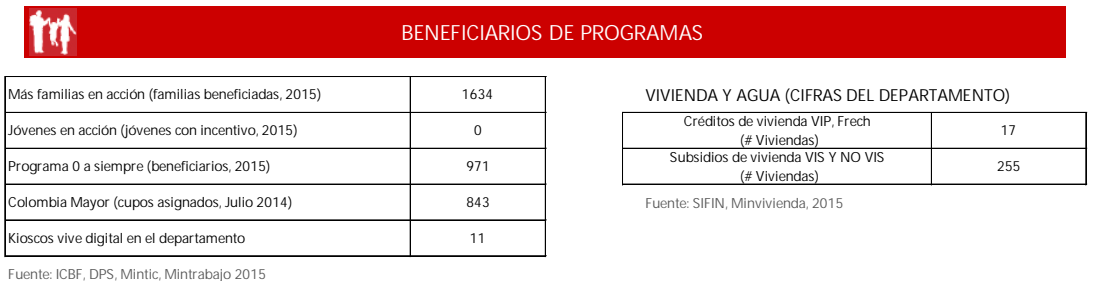 BENEFICIARIOS DE PROGRAMAS
Más familias en acción (familias beneficiadas, 2015) 1634
Jóvenes en acción (jóvenes con incentivo, 2015) 0
Programa 0 a siempre (beneficiarios, 2015) 971
Colombia Mayor (cupos asignados, Julio 2014) 843
Kioscos vive digital en el departamento 11
Fuente: ICBF, DPS, Mintic, Mintrabajo 2015
VIVIENDA Y AGUA (CIFRAS DEL DEPARTAMENTO)
Créditos de vivienda VIP, Frech
(# Viviendas) 17
Subsidios de vivienda VIS Y NO VIS
(# Viviendas) 255
Fuente: SIFIN, Minvivienda, 2015